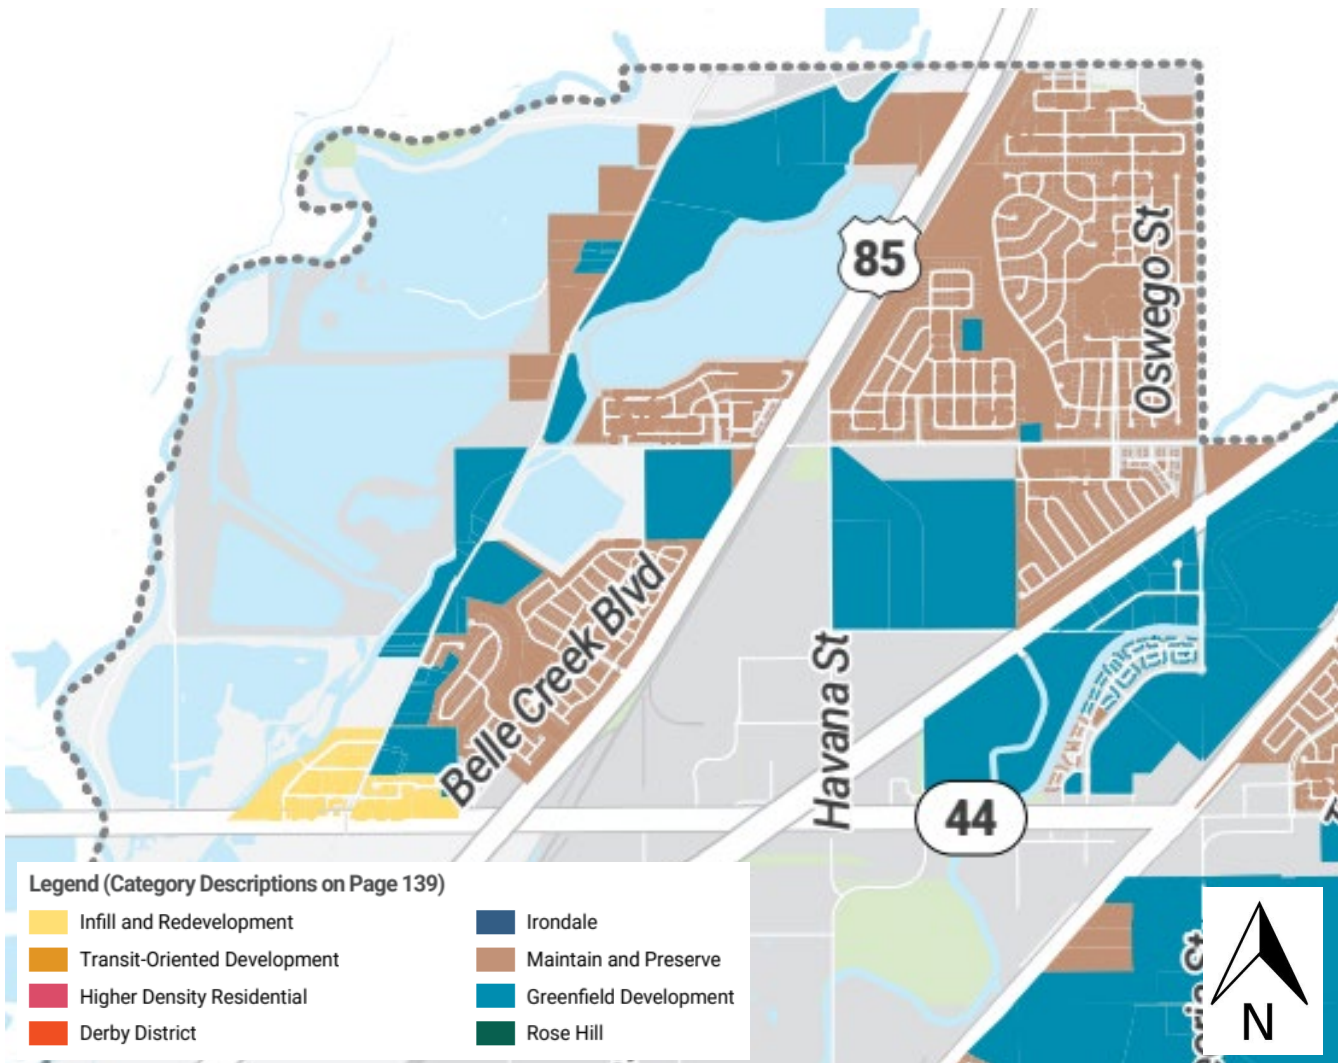 85
Oswego St
Belle Creek Blvd
Havana St
44
Legend (Category Descriptions on Page 139)
Infill and Redevelopment
Transit-Oriented Development
Higher Density Residential
Derby District
Irondale
Maintain and Preserve
Greenfield Development
Rose Hill
St
N